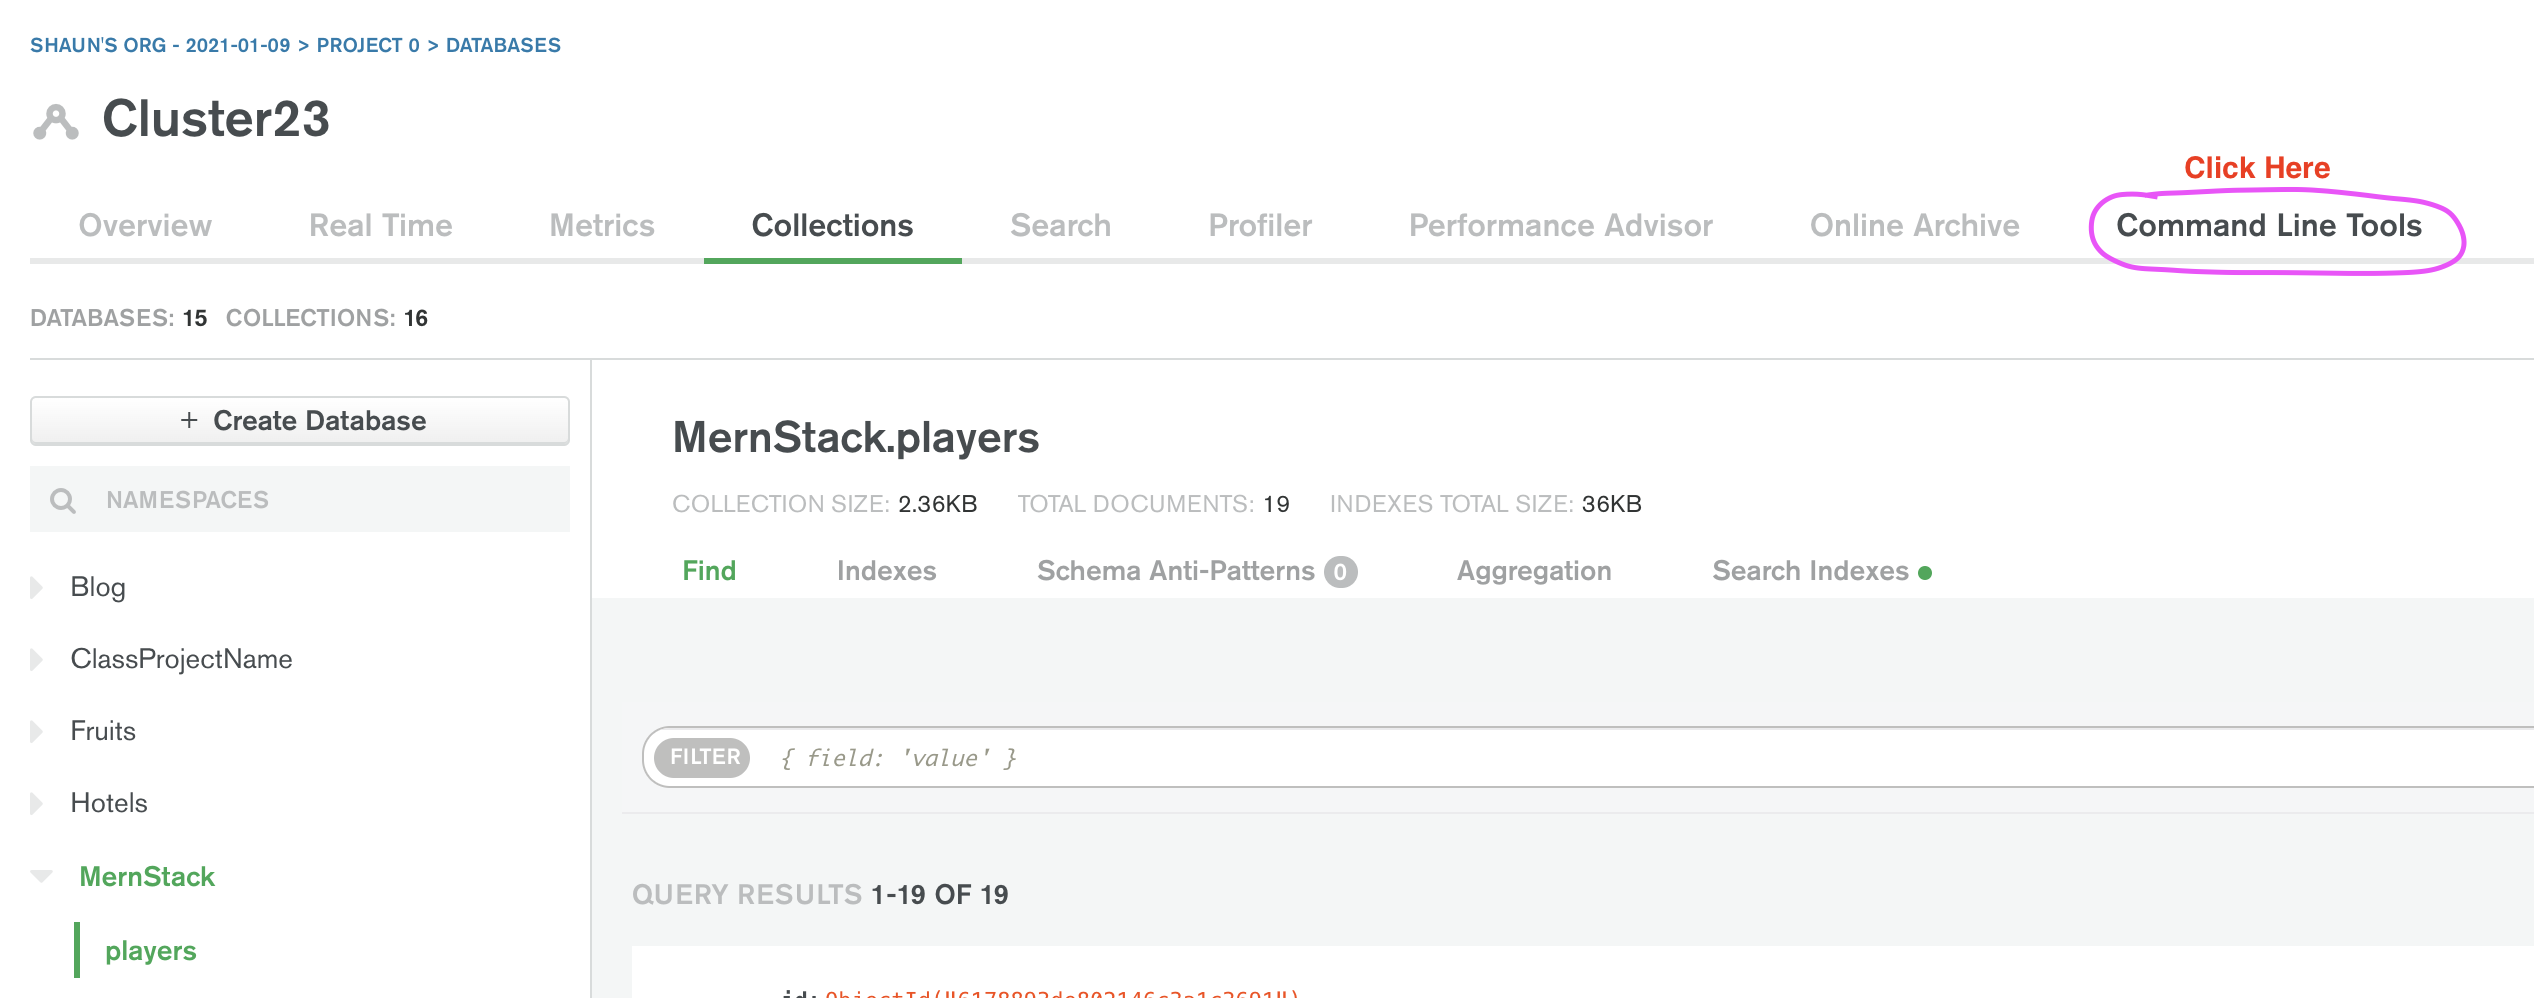 SHAUN'S ORG - 2021-01-09 > PROJECT 0 > DATABASES
Cluster23
Click Here
Overview Real Time Metrics Collections Search Profiler Performance Advisor Online Archive Command Line Tools
DATABASES: 15 COLLECTIONS: 16
+ Create Database
NAMESPACES
Blog
ClassProjectName
Fruits
Hotels
MernStack
players
MernStack.players
COLLECTION SIZE: 2.36KB TOTAL DOCUMENTS: 19 INDEXES TOTAL SIZE: 36KB
Find Indexes Schema Anti-Patterns 0 Aggregation Search Indexes
FILTER { field: 'value' }
QUERY RESULTS 1-19 OF 19